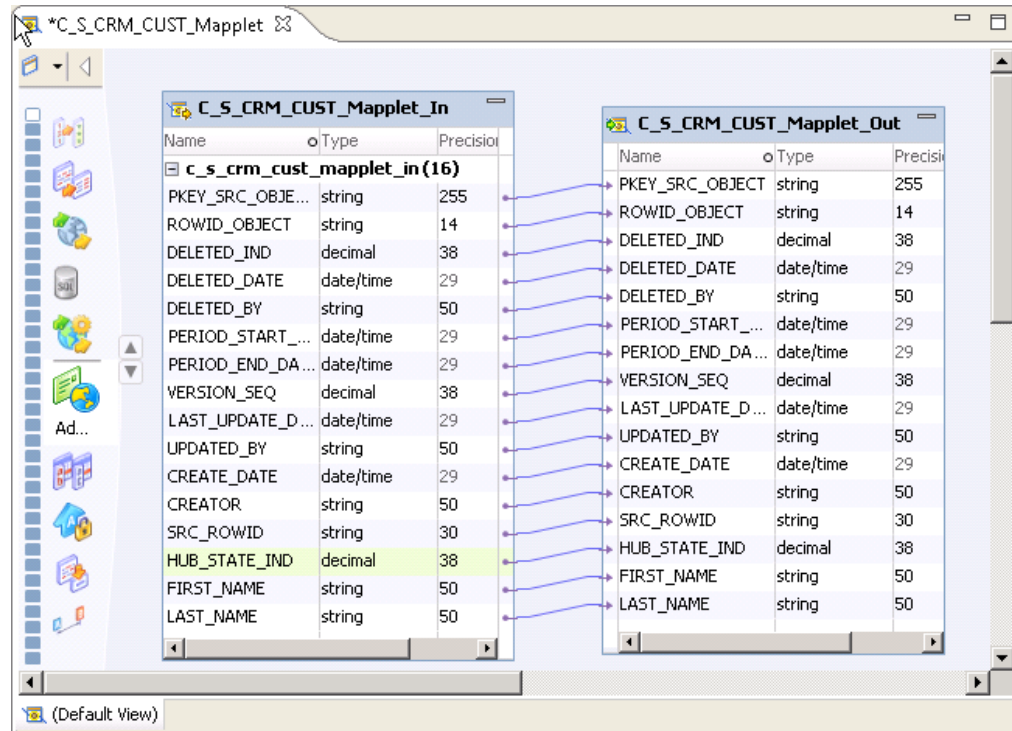 *C_S_CRM_CUST_Mapplet
C_S_CRM_CUST_Mapplet_In
Name Type Precision
c_s_crm_cust_mapplet_in (16)
PKEY_SRC_OBJE... string 255
ROWID_OBJECT string 14
DELETED_IND decimal 38
DELETED_DATE date/time 29
DELETED_BY string 50
PERIOD_START_... date/time 29
PERIOD_END_DA... date/time 29
VERSION_SEQ decimal 38
LAST_UPDATE_D... date/time 29
UPDATED_BY string 50
CREATE_DATE date/time 29
CREATOR string 50
SRC_ROWID string 30
HUB_STATE_IND decimal 38
FIRST_NAME string 50
LAST_NAME string 50
C_S_CRM_CUST_Mapplet_Out
Name Type Precisi
PKEY_SRC_OBJECT string 255
ROWID_OBJECT string 14
DELETED_IND decimal 38
DELETED_DATE date/time 29
DELETED_BY string 50
PERIOD_START_... date/time 29
PERIOD_END_DA... date/time 29
VERSION_SEQ decimal 38
LAST_UPDATE_D... date/time 29
UPDATED_BY string 50
CREATE_DATE date/time 29
CREATOR string 50
SRC_ROWID string 30
HUB_STATE_IND decimal 38
FIRST_NAME string 50
LAST_NAME string 50
SQL
Ad...
(Default View)